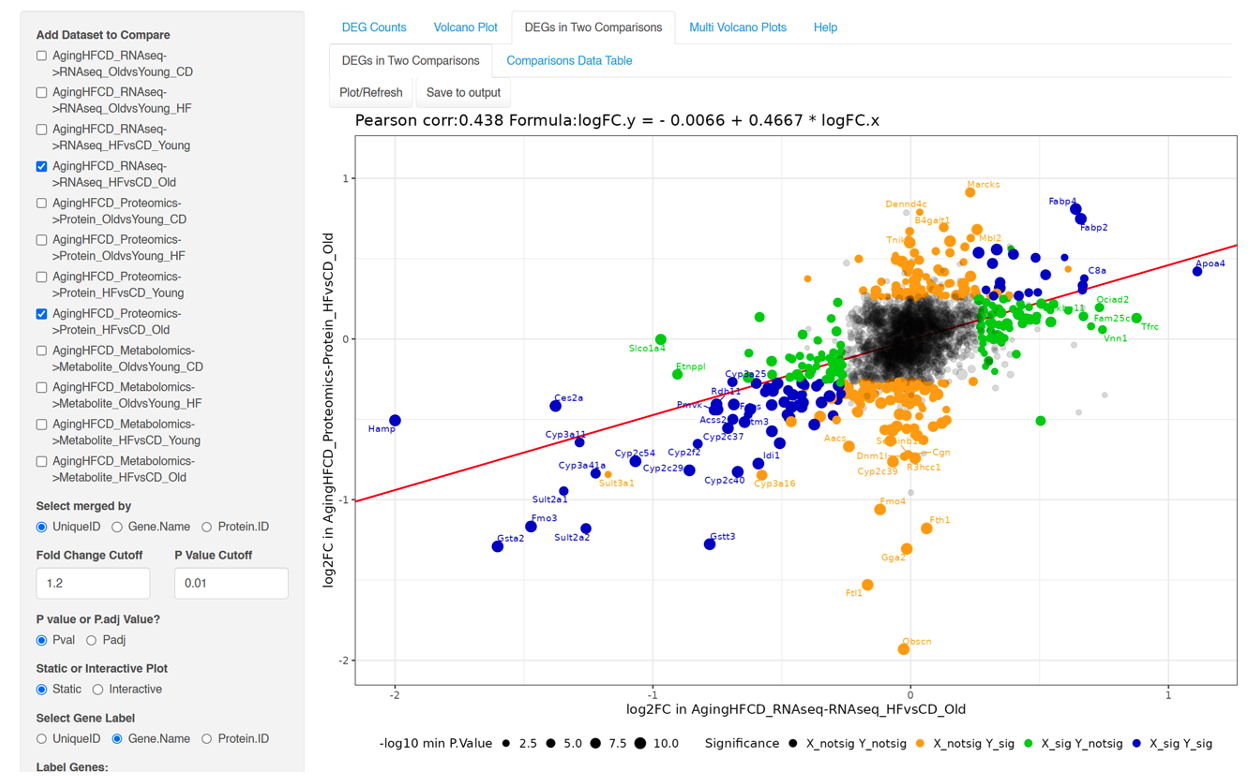 Add Dataset to Compare
AgingHFCD_RNAseq-
>RNAseq_OldvsYoung_CD
AgingHFCD_RNAseq-
>RNAseq_OldvsYoung_HF
AgingHFCD_RNAseq-
>RNAseq_HFvsCD_Young
AgingHFCD_RNAseq-
>RNAseq_HFvsCD_Old
AgingHFCD_Proteomics-
>Protein_OldvsYoung_CD
AgingHFCD_Proteomics-
>Protein_OldvsYoung_HF
AgingHFCD_Proteomics-
>Protein_HFvsCD_Young
AgingHFCD_Proteomics-
>Protein_HFvsCD_Old
AgingHFCD_Metabolomics-
>Metabolite_OldvsYoung_CD
AgingHFCD_Metabolomics-
>Metabolite_OldvsYoung_HF
AgingHFCD_Metabolomics-
>Metabolite_HFvsCD_Young
AgingHFCD_Metabolomics-
>Metabolite_HFvsCD_Old
Select merged by
UniqueID Gene.Name Protein.ID
Fold Change Cutoff P Value Cutoff
1.2 0.01
P value or P.adj Value?
Pval Padj
Static or Interactive Plot
Static Interactive
Select Gene Label
UniqueID Gene.Name Protein.ID
Label Genes:
DEG Counts Volcano Plot DEGs in Two Comparisons Multi Volcano Plots Help
DEGs in Two Comparisons Comparisons Data Table
Plot/Refresh Save to output
Pearson corr:0.438 Formula:logFC.y = - 0.0066 + 0.4667 * logFC.x
log2FC in AgingHFCD_Proteomics-Protein_HFvsCD_Old
1
0
-1
-2
Marcks
Dennd4c
Fabp4
B4galt1
Fabp2
Tnik
Mbl2
Apoa4
C8a
Ociad2
Fam25c
Tfrc
Vnn1
Slco1a4
Etnppl
Cyp3a25
Rdh11
Ces2a
Pmvk
Hamp
Acss2
Cyp3a11
Cyp2c37
Aacs
Cyp2f2
Cgn
Cyp2c54
Idi1
Dnm1l
Cyp3a41a
Cyp2c29
R3hcc1
Cyp2c39
Sult3a1
Cyp2c40
Cyp3a16
Sult2a1
Fmo4
Fmo3
Fth1
Sult2a2
Gstt3
Gsta2
Gga2
Ftl1
Obscn
-2 -1 0 1
log2FC in AgingHFCD_RNAseq-RNAseq_HFvsCD_Old
-log10 min P.Value 2.5 5.0 7.5 10.0 Significance X_notsig Y_notsig X_notsig Y_sig X_sig Y_notsig X_sig Y_sig